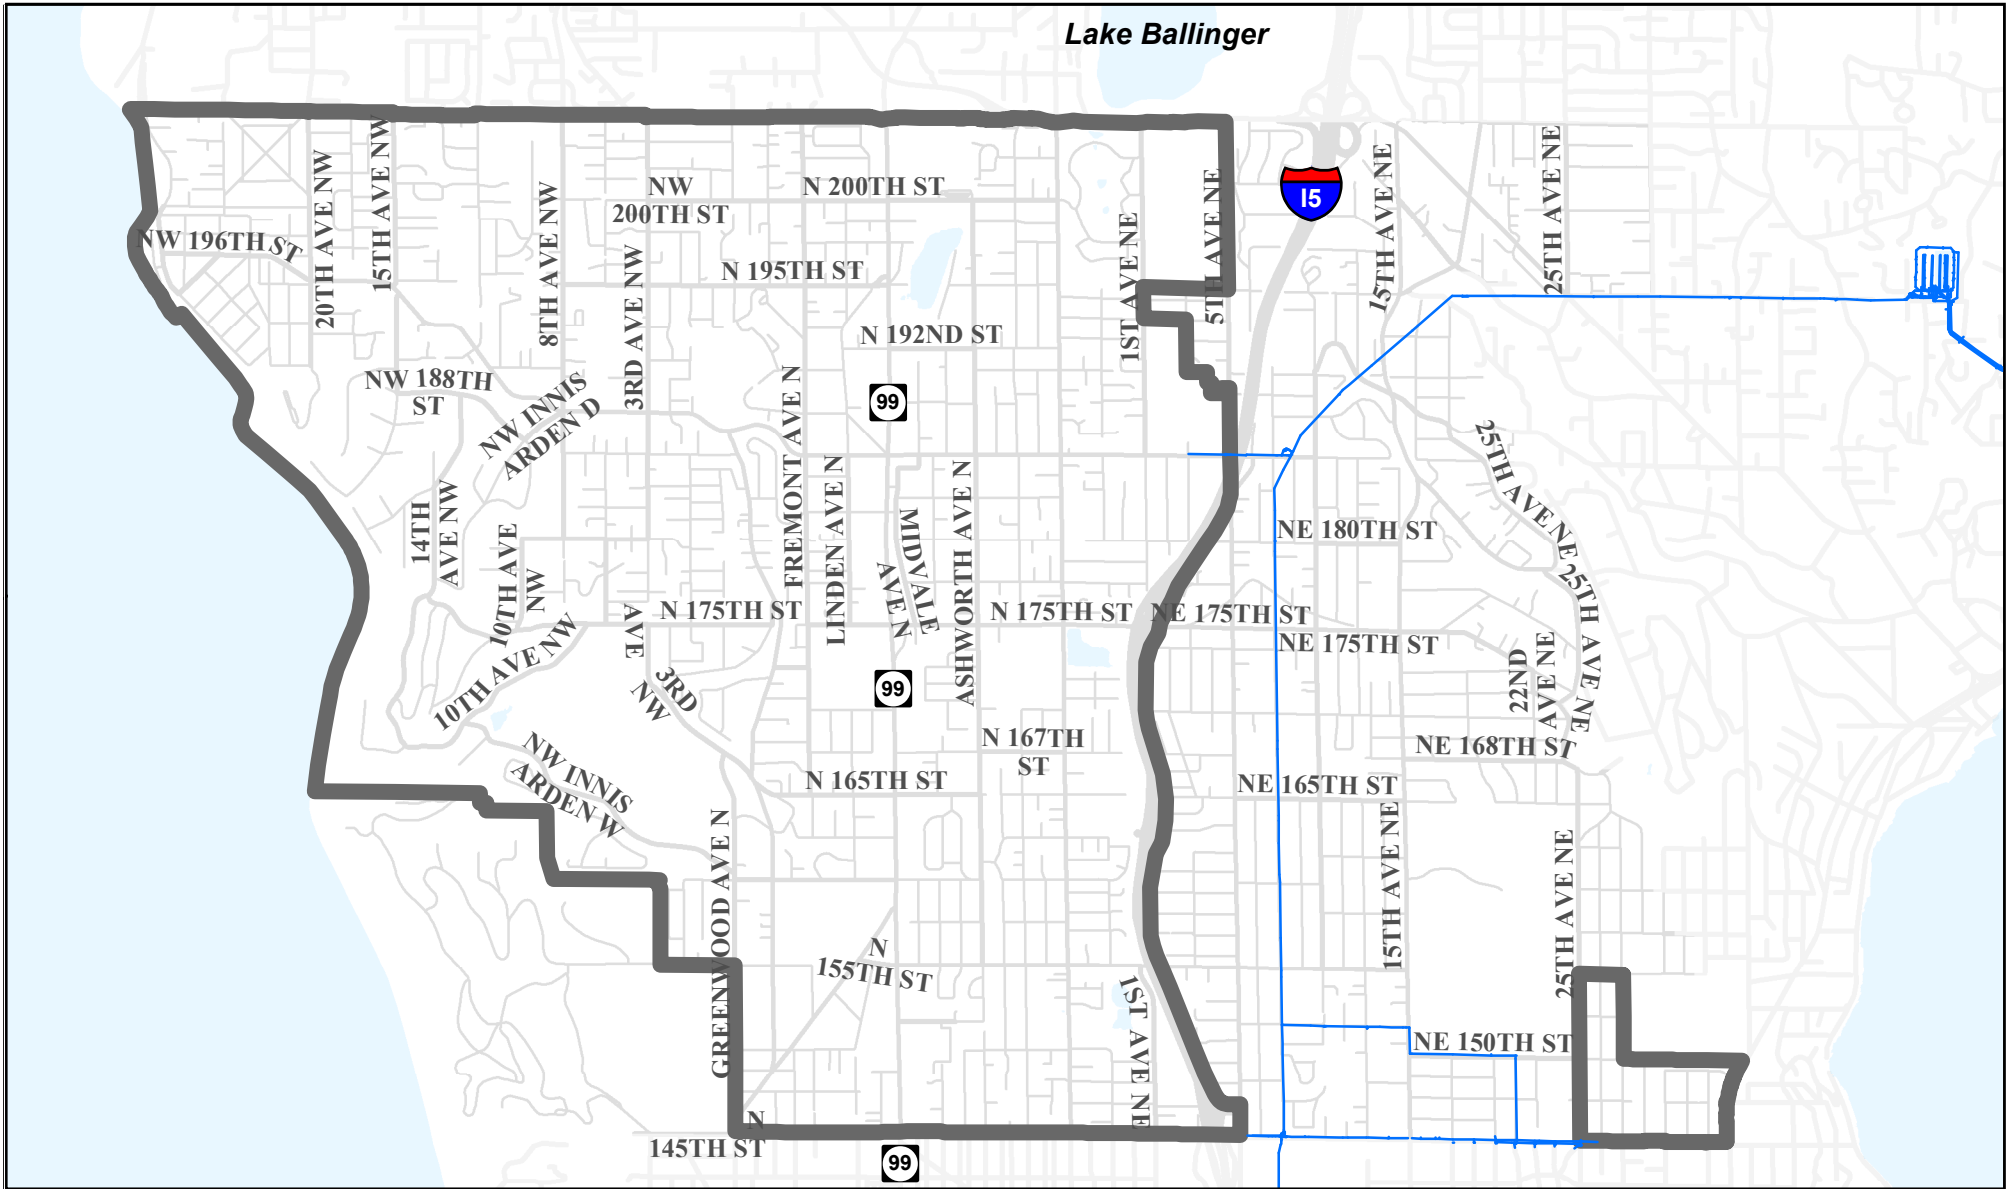 Lake Ballinger
15TH AVE NW
20TH AVE NW
NW 196TH ST
8TH AVE NW
NW
200TH ST
N 200TH ST
3RD AVE NW
N 195TH ST
N 192ND ST
1ST AVE NE
5TH AVE NE
I5
15TH AVE NE
25TH AVE NE
NW 188TH
ST
NW INNIS
ARDEN D
99
FREMONT AVE N
LINDEN AVE N
MIDVALE
AVE N
ASHWORTH AVE N
14TH
AVE NW
10TH AVE
NW
10TH AVE NW
AVE
3RD
NW
N 175TH ST
N 175TH ST
NE 175TH ST
NE 175TH ST
NE 180TH ST
25TH AVE NE
25TH AVE NE
22ND
AVE NE
99
N 167TH
ST
N 165TH ST
NE 165TH ST
NE 168TH ST
NW INNIS
ARDEN W
GREENWOOD AVE N
N
155TH ST
1ST AVE NE
15TH AVE NE
25TH AVE NE
NE 150TH ST
N
145TH ST
99